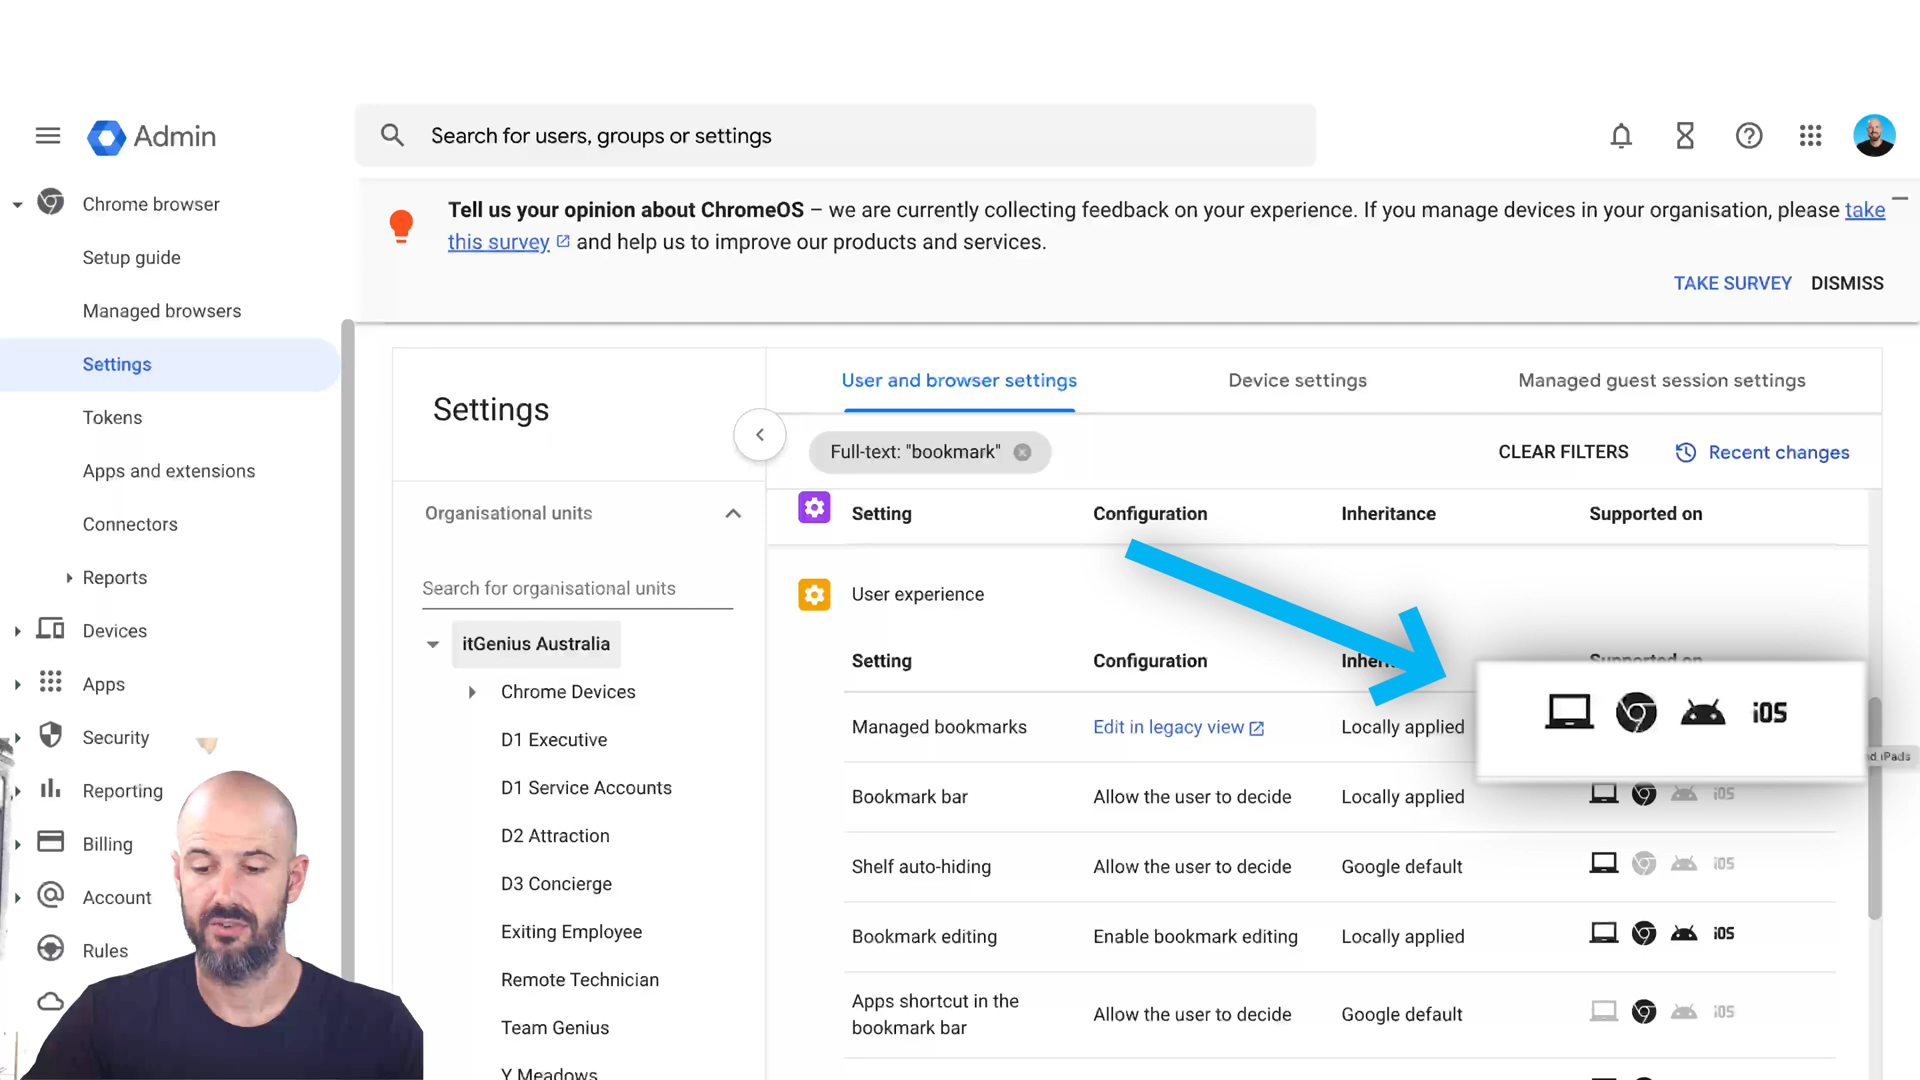 Admin
Search for users, groups or settings
Chrome browser
Setup guide
Managed browsers
Settings
Tokens
Apps and extensions
Connectors
Reports
Devices
Apps
Security
Reporting
Billing
Account
Rules
Tell us your opinion about ChromeOS – we are currently collecting feedback on your experience. If you manage devices in your organisation, please take
this survey and help us to improve our products and services.
TAKE SURVEY DISMISS
Settings
Organisational units
Search for organisational units
itGenius Australia
Chrome Devices
D1 Executive
D1 Service Accounts
D2 Attraction
D3 Concierge
Exiting Employee
Remote Technician
Team Genius
Y Meadows
User and browser settings Device settings Managed guest session settings
Full-text: "bookmark" CLEAR FILTERS Recent changes
Setting Configuration Inheritance Supported on
User experience
Setting Configuration Supported on
Managed bookmarks Edit in legacy view Locally applied iOS
iPads
Bookmark bar Allow the user to decide Locally applied iOS
Shelf auto-hiding Allow the user to decide Google default iOS
Bookmark editing Enable bookmark editing Locally applied iOS
Apps shortcut in the
bookmark bar Allow the user to decide Google default iOS